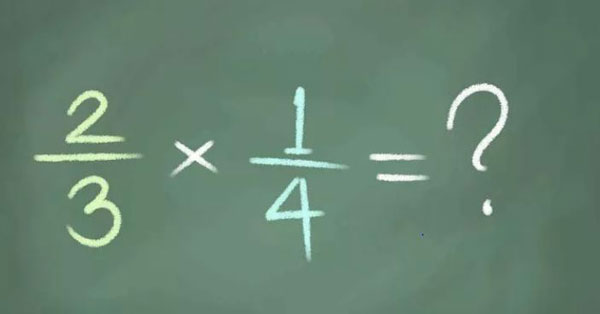 2/3 × 1/4 = ?